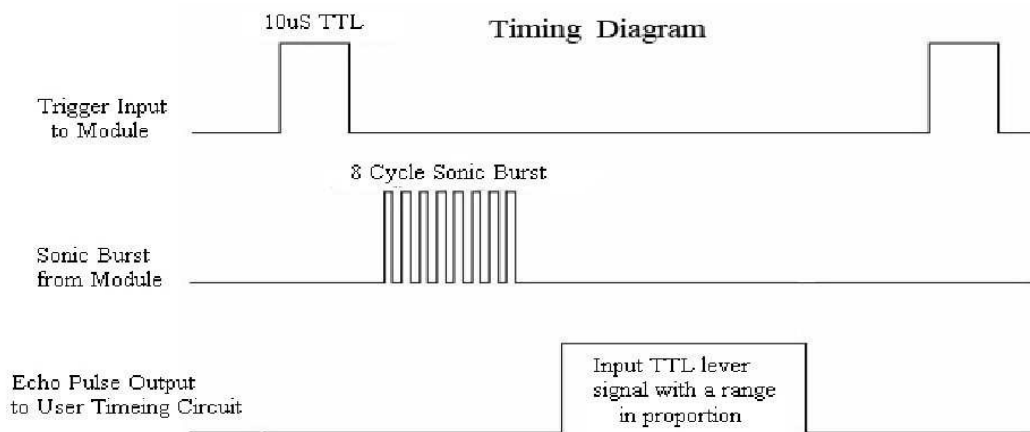 10uS TTL
Timing Diagram
Trigger Input
to Module
8 Cycle Sonic Burst
Sonic Burst
from Module
Echo Pulse Output
to User Timeing Circuit
Input TTL lever
signal with a range
in proportion